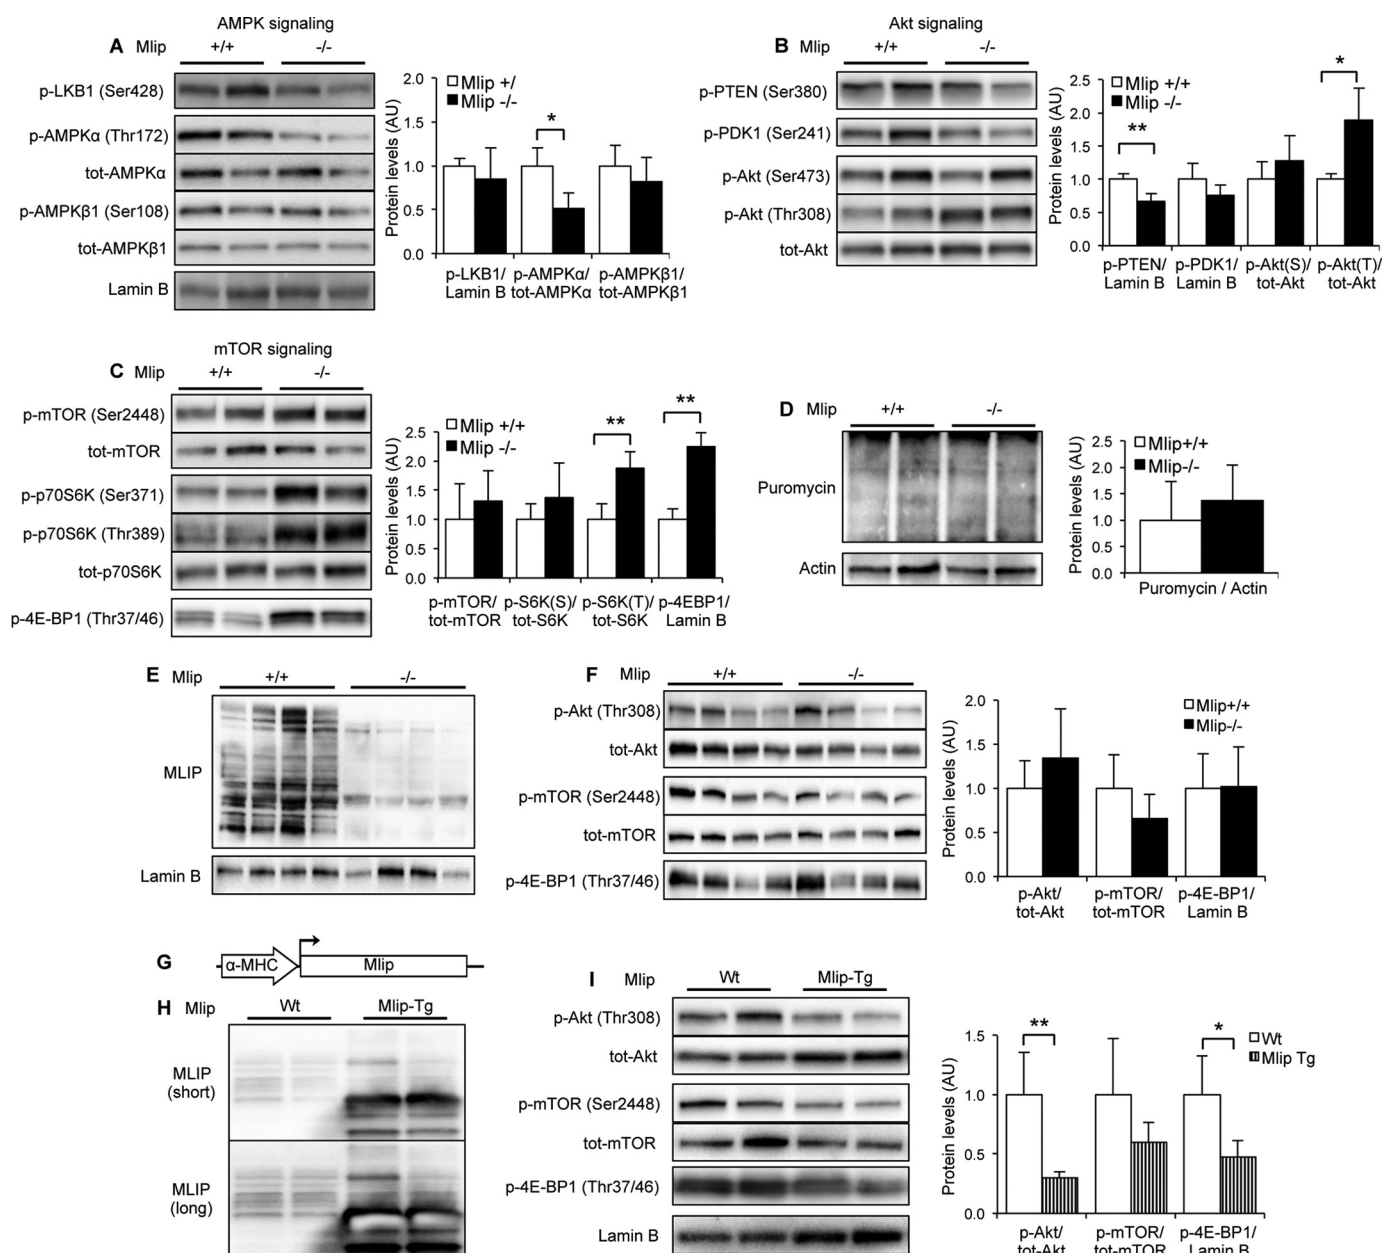 AMPK signaling
A Mlip +/+ -/-
p-LKB1 (Ser428)
p-AMPKα (Thr172)
tot-AMPKα
p-AMPKβ1 (Ser108)
tot-AMPKβ1
Lamin B
Protein levels (AU)
2.0
1.5
1.0
0.5
0.0
Mlip +/
Mlip -/-
*
p-LKB1/ p-AMPKα/ p-AMPKβ1/
Lamin B tot-AMPKα tot-AMPKβ1
Akt signaling
B Mlip +/+ -/-
p-PTEN (Ser380)
p-PDK1 (Ser241)
p-Akt (Ser473)
p-Akt (Thr308)
tot-Akt
Protein levels (AU)
2.5
2.0
1.5
1.0
0.5
0.0
Mlip +/+
Mlip -/-
**
*
p-PTEN/ p-PDK1/ p-Akt(S)/ p-Akt(T)/
Lamin B Lamin B tot-Akt tot-Akt
mTOR signaling
C Mlip +/+ -/-
p-mTOR (Ser2448)
tot-mTOR
p-p70S6K (Ser371)
p-p70S6K (Thr389)
tot-p70S6K
p-4E-BP1 (Thr37/46)
Protein levels (AU)
2.5
2.0
1.5
1.0
0.5
0.0
Mlip +/+
Mlip -/-
**
**
p-mTOR/ p-S6K(S)/ p-S6K(T)/ p-4EBP1/
tot-mTOR tot-S6K tot-S6K Lamin B
D Mlip +/+ -/-
Puromycin
Actin
Protein levels (AU)
2.5
2.0
1.5
1.0
0.5
0.0
Mlip+/+
Mlip-/-
Puromycin / Actin
E Mlip +/+ -/-
MLIP
Lamin B
F Mlip +/+ -/-
p-Akt (Thr308)
tot-Akt
p-mTOR (Ser2448)
tot-mTOR
p-4E-BP1 (Thr37/46)
Protein levels (AU)
2.0
1.5
1.0
0.5
0.0
Mlip+/+
Mlip-/-
p-Akt/ p-mTOR/ p-4E-BP1/
tot-Akt tot-mTOR Lamin B
G α-MHC Mlip
H Mlip Wt Mlip-Tg
MLIP
(short)
MLIP
(long)
I Mlip Wt Mlip-Tg
p-Akt (Thr308)
tot-Akt
p-mTOR (Ser2448)
tot-mTOR
p-4E-BP1 (Thr37/46)
Lamin B
Protein levels (AU)
1.5
1.0
0.5
0.0
Wt
Mlip Tg
**
*
p-Akt/ p-mTOR/ p-4E-BP1/
tot-Akt tot-mTOR Lamin B